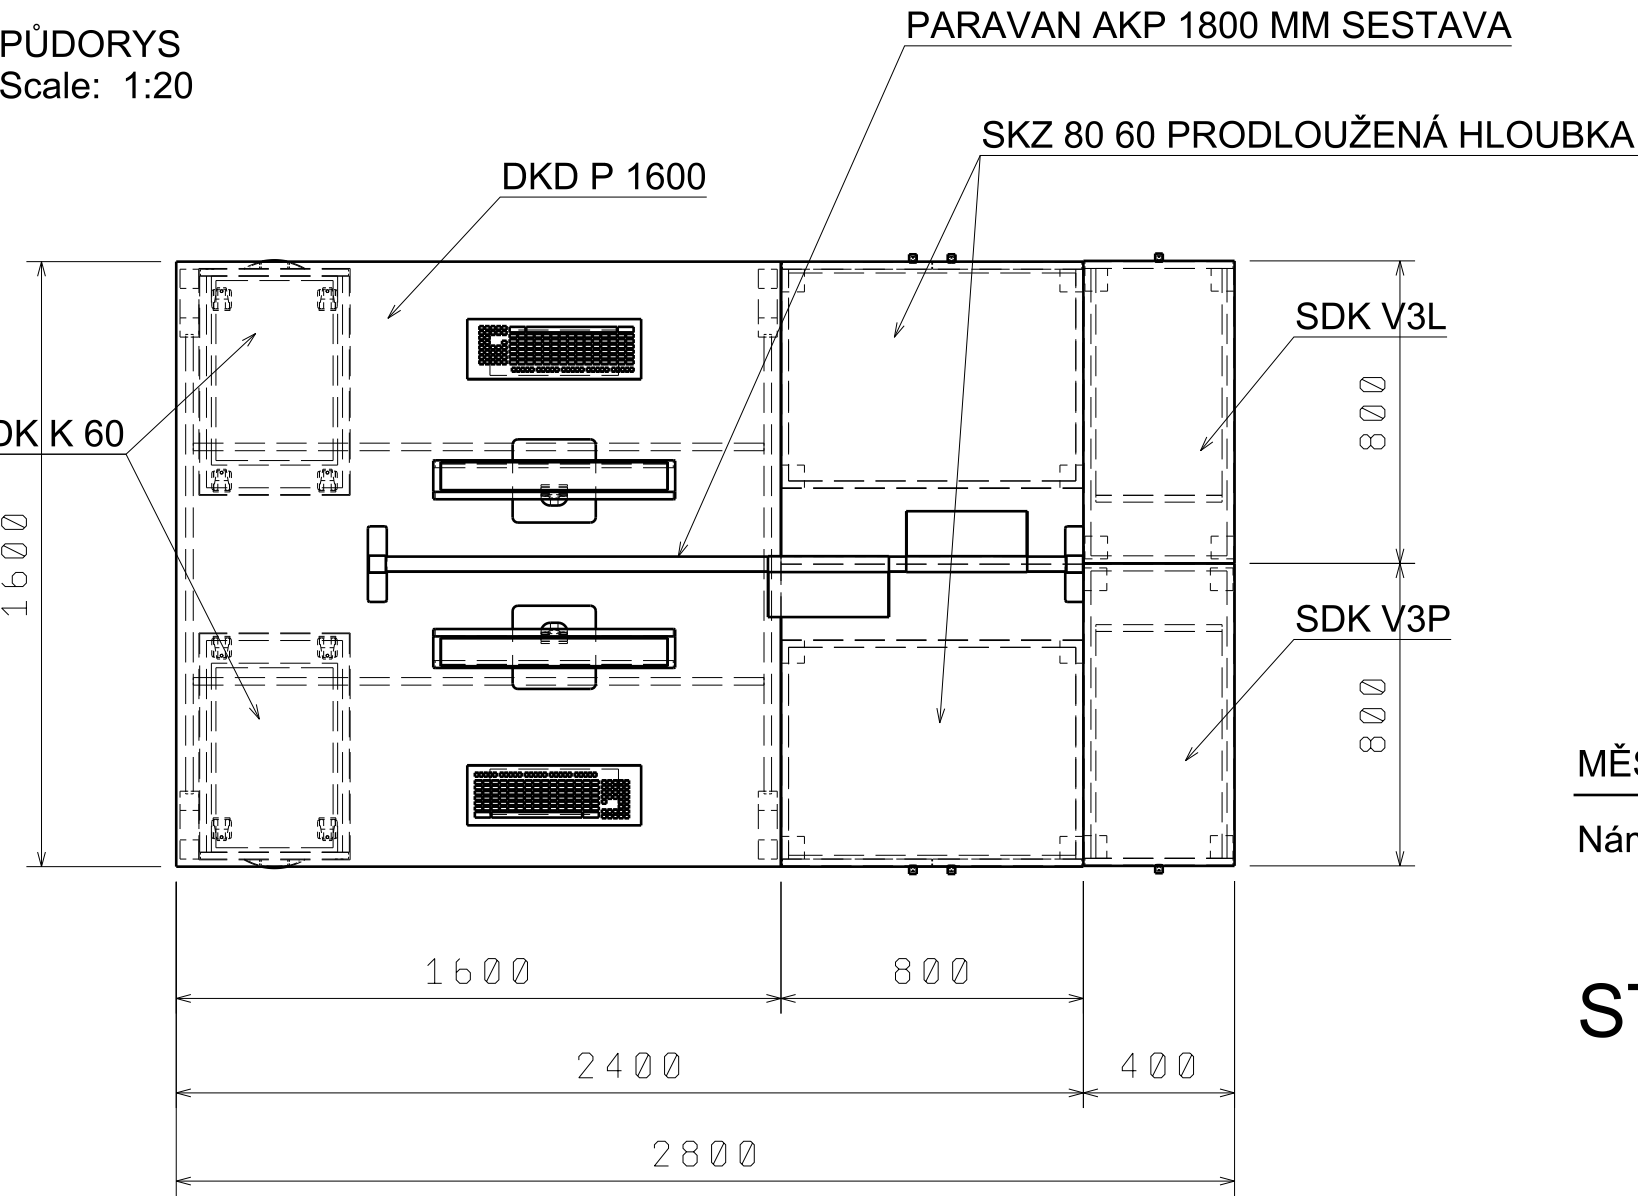 PARAVAN AKP 1800 MM SESTAVA
PŮDORYS
Scale: 1:20
SKZ 80 60 PRODLOUŽENÁ HLOUBKA
DKD P 1600
SDK V3L
800
K 60
1600
SDK V3P
800
1600
800
2400
400
2800